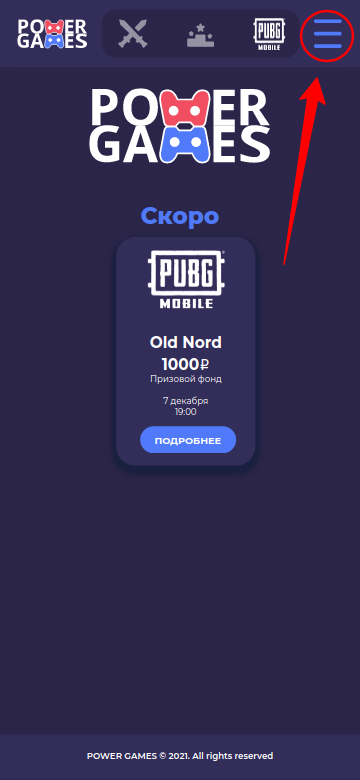 POWER
GAMES
PUBG
MOBILE
POWER
GAMES
Скоро
PUBG
MOBILE
Old Nord
1000₽
Призовой фонд
7 декабря
19:00
ПОДРОБНЕЕ
POWER GAMES © 2021. All rights reserved